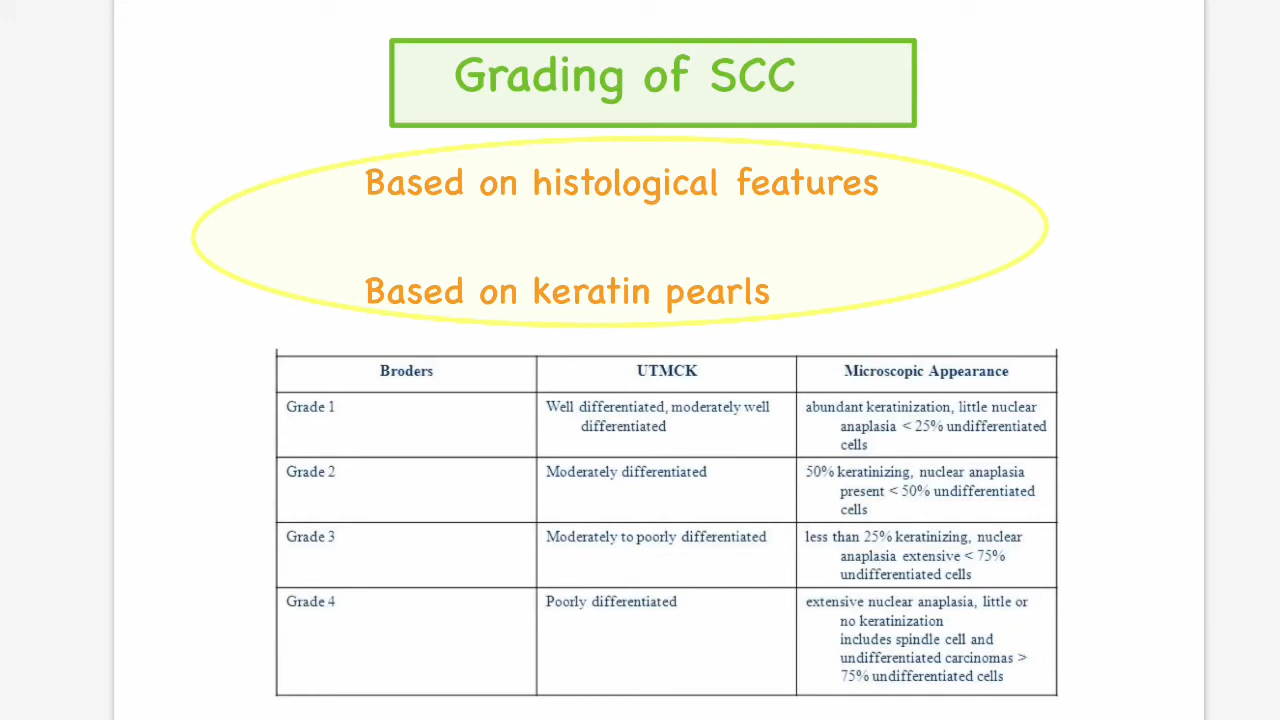 Grading of SCC
Based on histological features
Based on keratin pearls
Broders UTMCK Microscopic Appearance
Grade 1
Well differentiated, moderately well
differentiated
abundant keratinization, little nuclear
anaplasia < 25% undifferentiated
cells
Grade 2
Moderately differentiated
50% keratinizing, nuclear anaplasia
present < 50% undifferentiated
cells
Grade 3
Moderately to poorly differentiated
less than 25% keratinizing, nuclear
anaplasia extensive < 75%
undifferentiated cells
Grade 4
Poorly differentiated
extensive nuclear anaplasia, little or
no keratinization
includes spindle cell and
undifferentiated carcinomas >
75% undifferentiated cells